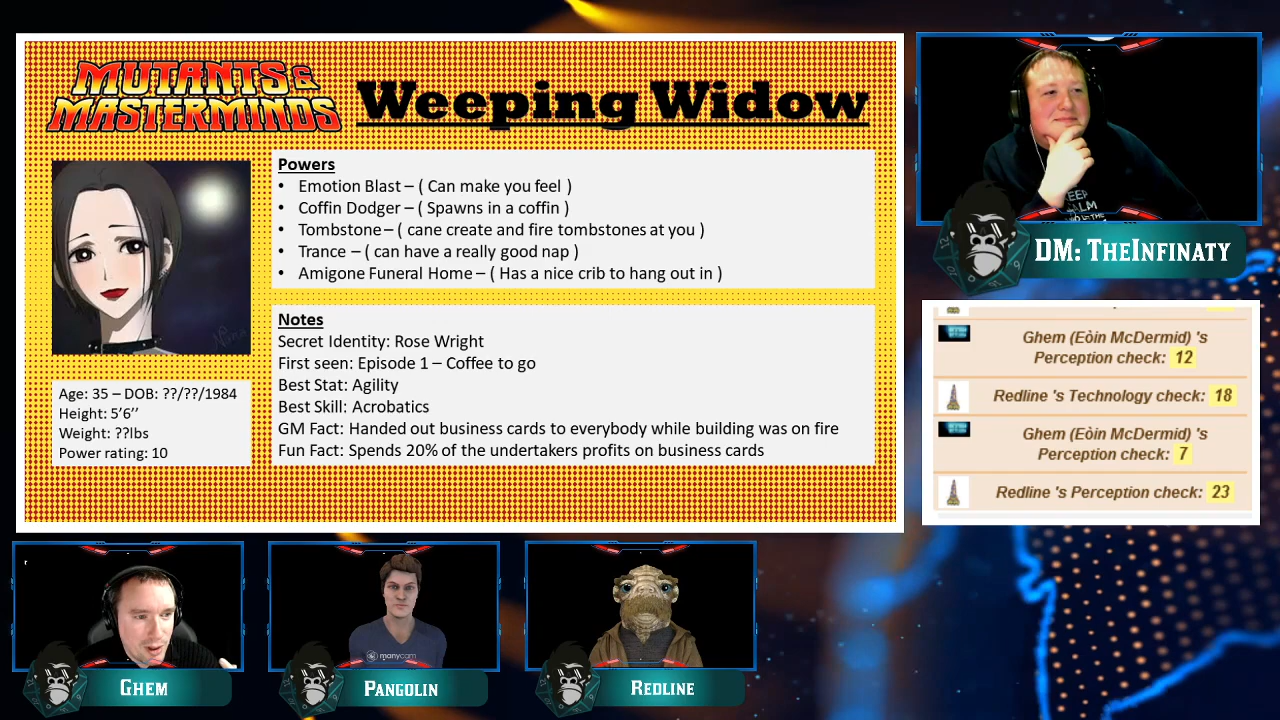 MUTANTS &
MASTERMINDS
Weeping Widow
Powers
• Emotion Blast – ( Can make you feel )
• Coffin Dodger – ( Spawns in a coffin )
• Tombstone – ( cane create and fire tombstones at you )
• Trance – ( can have a really good nap )
• Amigone Funeral Home – ( Has a nice crib to hang out in )
Notes
Secret Identity: Rose Wright
First seen: Episode 1 – Coffee to go
Best Stat: Agility
Best Skill: Acrobatics
GM Fact: Handed out business cards to everybody while building was on fire
Fun Fact: Spends 20% of the undertakers profits on business cards
Age: 35 – DOB: ??/??/1984
Height: 5’6’’
Weight: ??lbs
Power rating: 10
DM: TheInfinaty
Ghem (Eòin McDermid) 's
Perception check: 12
Redline 's Technology check: 18
Ghem (Eòin McDermid) 's
Perception check: 7
Redline 's Perception check: 23
manycam
Ghem
Pangolin
Redline